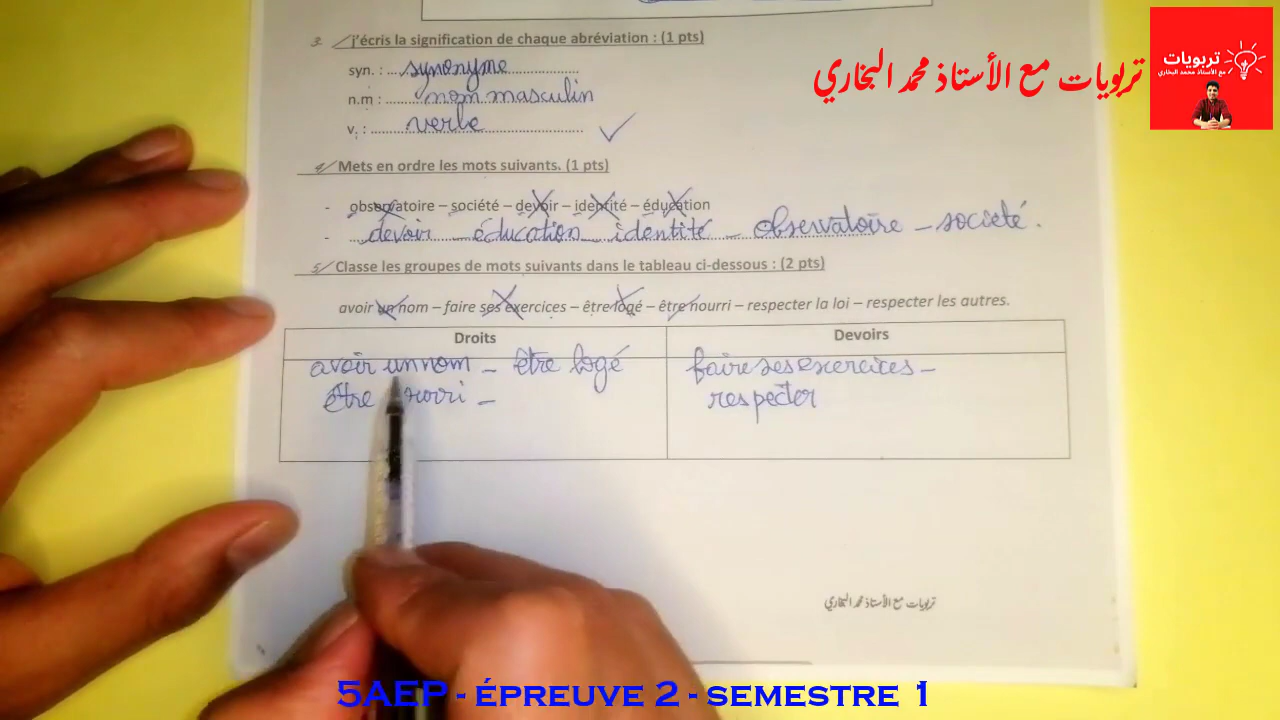 3 / j'écris la signification de chaque abréviation : (1 pts)
syn. : ... synonyme
n.m : ... nom masculin
v. : ... verbe
4/ Mets en ordre les mots suivants. (1 pts)
- observatoire – société – devoir – identité – éducation
- devoir – éducation – identité – observatoire – societé.
5/ Classe les groupes de mots suivants dans le tableau ci-dessous : (2 pts)
avoir un nom – faire ses exercices – être logé – être nourri – respecter la loi – respecter les autres.
Droits
Devoirs
avoir un nom – être logé
être –
faire ses exercices –
respecter
تربويات مع الأستاذ محمد البخاري
تربويات مع الأستاذ محمد البخاري
تربويات
مع الأستاذ محمد البخاري
5AEP - épreuve 2 - semestre 1